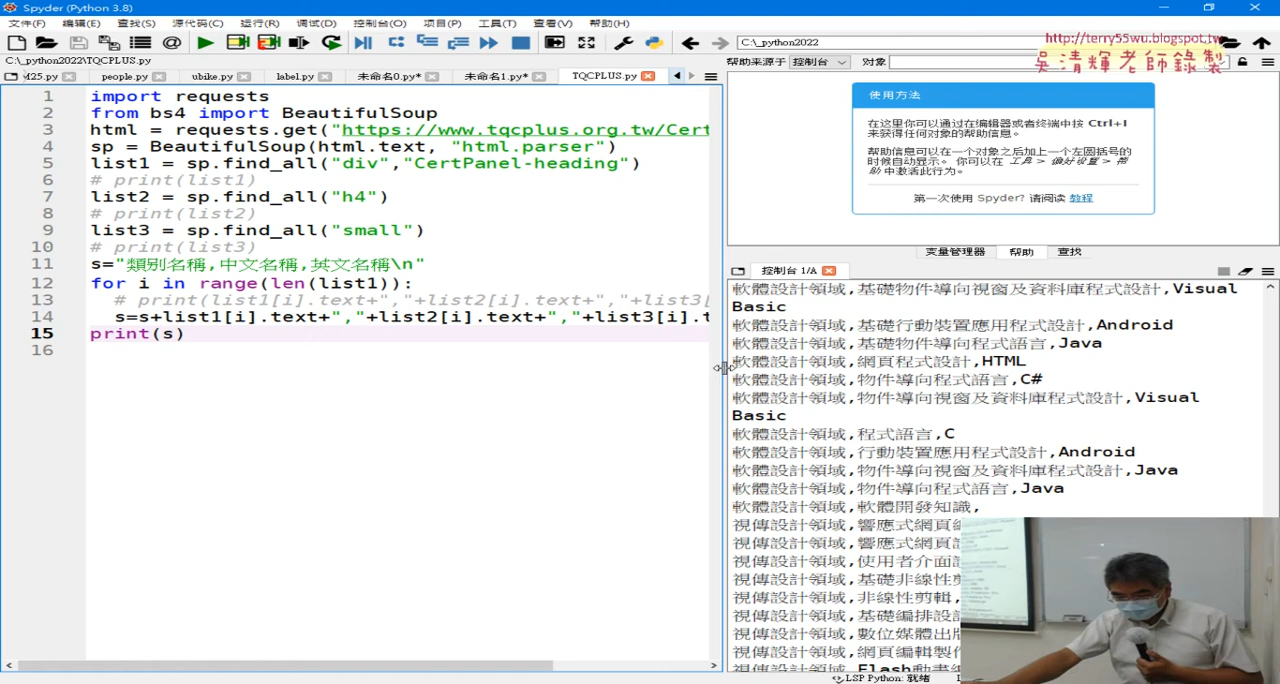 Spyder (Python 3.8)
文件(F) 编辑(E) 查找(S) 源代码(C) 运行(R) 调试(D) 控制台(O) 项目(P) 工具(T) 查看(V) 帮助(H)
C:\_python2022
http://terry55wu.blogspot.tw
吳清輝老師錄製
C:\_python2022\TQCPLUS.py
425.py people.py ubike.py label.py 未命名0.py* 未命名1.py* TQCPLUS.py
帮助来源于 控制台 对象
1 import requests
2 from bs4 import BeautifulSoup
3 html = requests.get("https://www.tqcplus.org.tw/Cert
4 sp = BeautifulSoup(html.text, "html.parser")
5 list1 = sp.find_all("div","CertPanel-heading")
6 # print(list1)
7 list2 = sp.find_all("h4")
8 # print(list2)
9 list3 = sp.find_all("small")
10 # print(list3)
11 s="類別名稱,中文名稱,英文名稱\n"
12 for i in range(len(list1)):
13 # print(list1[i].text+","+list2[i].text+","+list3[
14 s=s+list1[i].text+","+list2[i].text+","+list3[i].t
15 print(s)
16
使用方法
在这里你可以通过在编辑器或者终端中按 Ctrl+I
来获得任何对象的帮助信息。
帮助信息可以在一个对象之后加上一个左圆括号的
时候自动显示。 你可以在 工具 > 偏好设置 > 帮
助 中激活此行为。
第一次使用 Spyder? 请阅读 教程
变量管理器 帮助 查找
控制台 1/A
軟體設計領域,基礎物件導向視窗及資料庫程式設計,Visual
Basic
軟體設計領域,基礎行動裝置應用程式設計,Android
軟體設計領域,基礎物件導向程式語言,Java
軟體設計領域,網頁程式設計,HTML
軟體設計領域,物件導向程式語言,C#
軟體設計領域,物件導向視窗及資料庫程式設計,Visual
Basic
軟體設計領域,程式語言,C
軟體設計領域,行動裝置應用程式設計,Android
軟體設計領域,物件導向視窗及資料庫程式設計,Java
軟體設計領域,物件導向程式語言,Java
軟體設計領域,軟體開發知識,
視傳設計領域,響應式網頁
視傳設計領域,響應式網頁
視傳設計領域,使用者介面
視傳設計領域,基礎非線性剪
視傳設計領域,非線性剪輯,
視傳設計領域,基礎編排設
視傳設計領域,數位媒體出
視傳設計領域,網頁編輯製
視傳設計領域,Flash動畫
LSP Python: 就绪